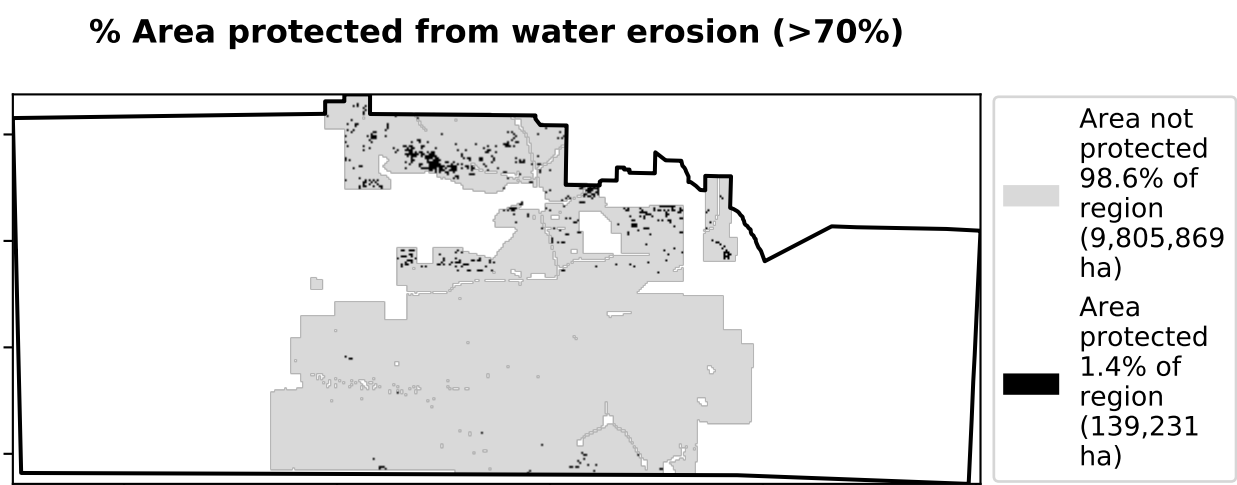 % Area protected from water erosion (>70%)
Area not
protected
98.6% of
region
(9,805,869
ha)
Area
protected
1.4% of
region
(139,231
ha)